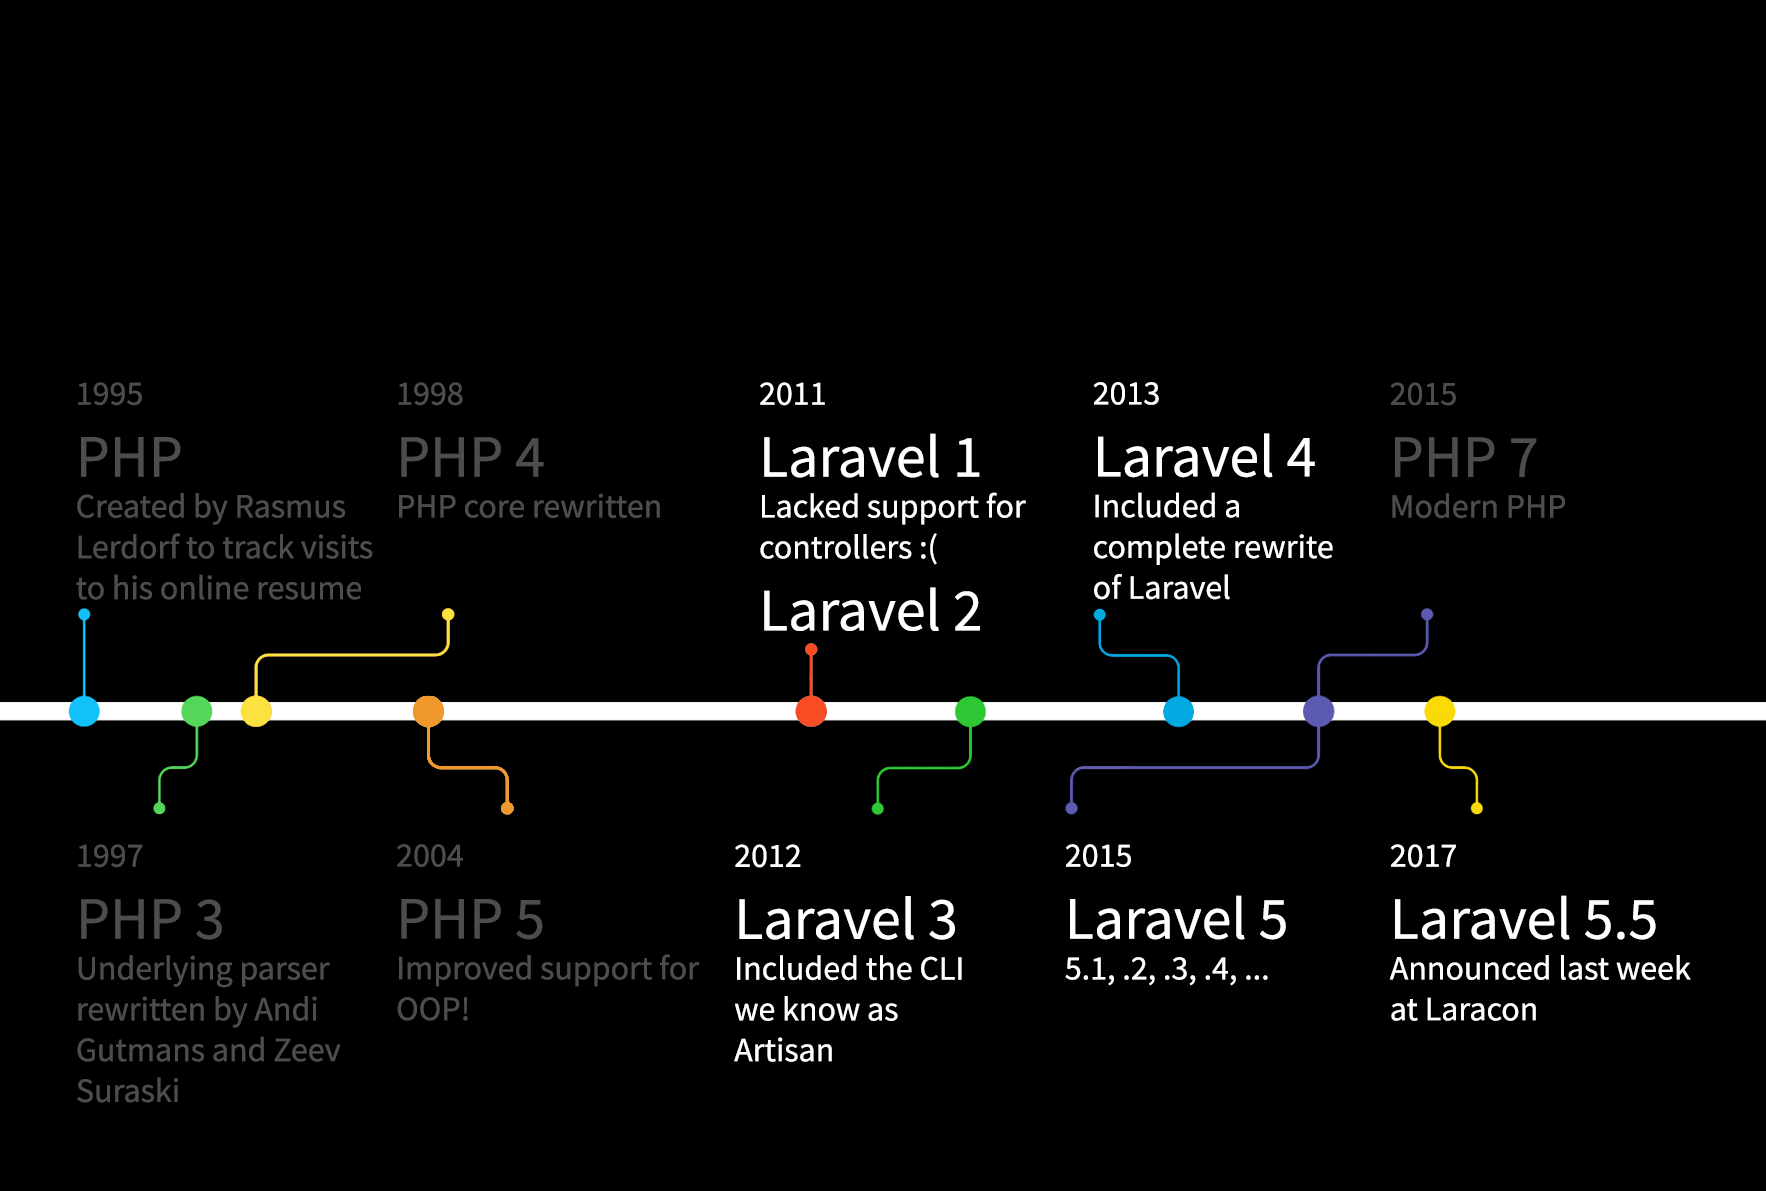 1995
PHP
Created by Rasmus
Lerdorf to track visits
to his online resume
1998
PHP 4
PHP core rewritten
2011
Laravel 1
Lacked support for
controllers :(
Laravel 2
2013
Laravel 4
Included a
complete rewrite
of Laravel
2015
PHP 7
Modern PHP
1997
PHP 3
Underlying parser
rewritten by Andi
Gutmans and Zeev
Suraski
2004
PHP 5
Improved support for
OOP!
2012
Laravel 3
Included the CLI
we know as
Artisan
2015
Laravel 5
5.1, .2, .3, .4, ...
2017
Laravel 5.5
Announced last week
at Laracon